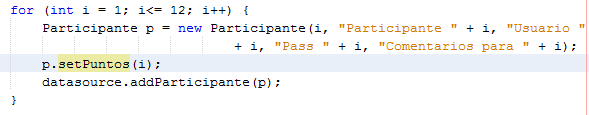 for (int i = 1; i<= 12; i++) {
Participante p = new Participante(i, "Participante " + i, "Usuario "
+ i, "Pass " + i, "Comentarios para " + i);
p.setPuntos(i);
datasource.addParticipante(p);
}